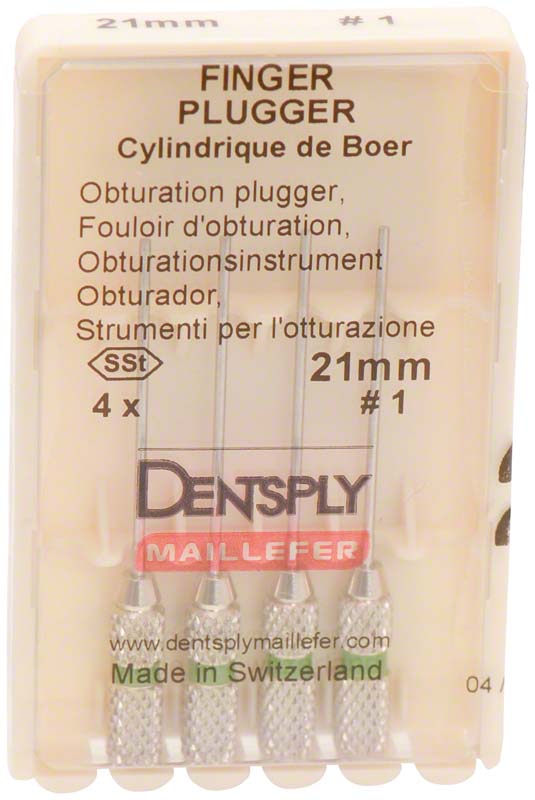 21mm # 1
FINGER
PLUGGER
Cylindrique de Boer
Obturation plugger,
Fouloir d'obturation,
Obturationsinstrument
Obturador,
Strumenti per l'otturazione
SSt 21mm
4 x # 1
DENTSPLY
MAILLEFER
www.dentsplymaillefer.com
Made in Switzerland
04 /